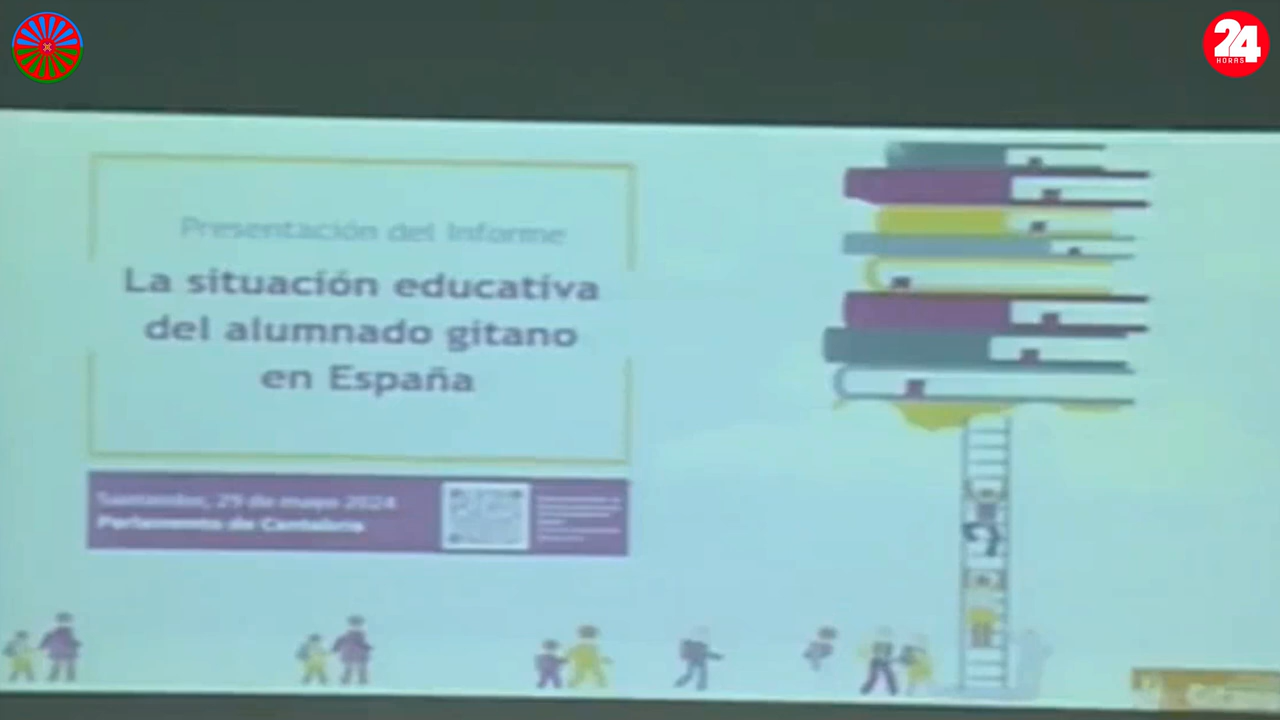 24
HORAS
Presentación del Informe
La situación educativa
del alumnado gitano
en España
Santander, 29 de mayo 2024
Parlamento de Cantabria